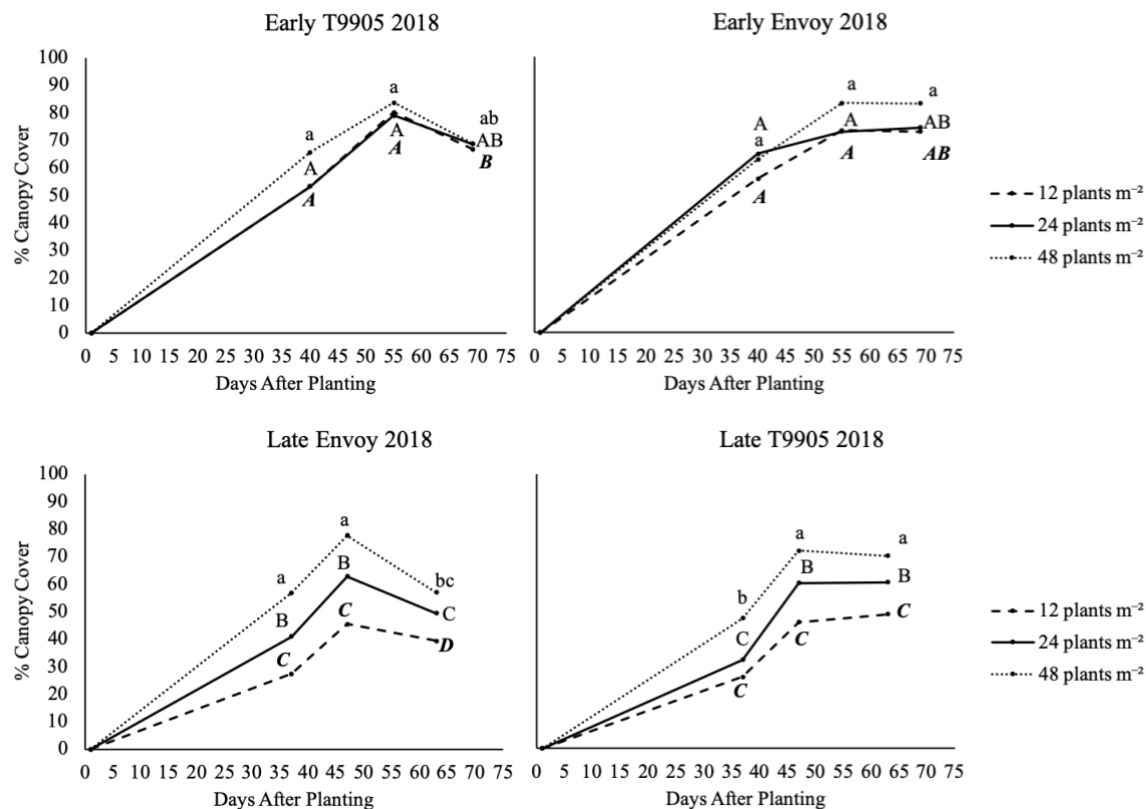 Early T9905 2018
100
90
80
70
60
50
40
30
20
10
0
% Canopy Cover
a
a
A
A
A
A
ab
AB
B
0 5 10 15 20 25 30 35 40 45 50 55 60 65 70 75
Days After Planting
Early Envoy 2018
A
a
A
a
A
A
a
AB
AB
0 5 10 15 20 25 30 35 40 45 50 55 60 65 70 75
Days After Planting
12 plants m⁻²
24 plants m⁻²
48 plants m⁻²
Late Envoy 2018
100
90
80
70
60
50
40
30
20
10
0
% Canopy Cover
a
B
C
a
B
C
bc
C
D
0 5 10 15 20 25 30 35 40 45 50 55 60 65 70 75
Days After Planting
Late T9905 2018
b
C
C
a
B
C
a
B
C
0 5 10 15 20 25 30 35 40 45 50 55 60 65 70 75
Days After Planting
12 plants m⁻²
24 plants m⁻²
48 plants m⁻²